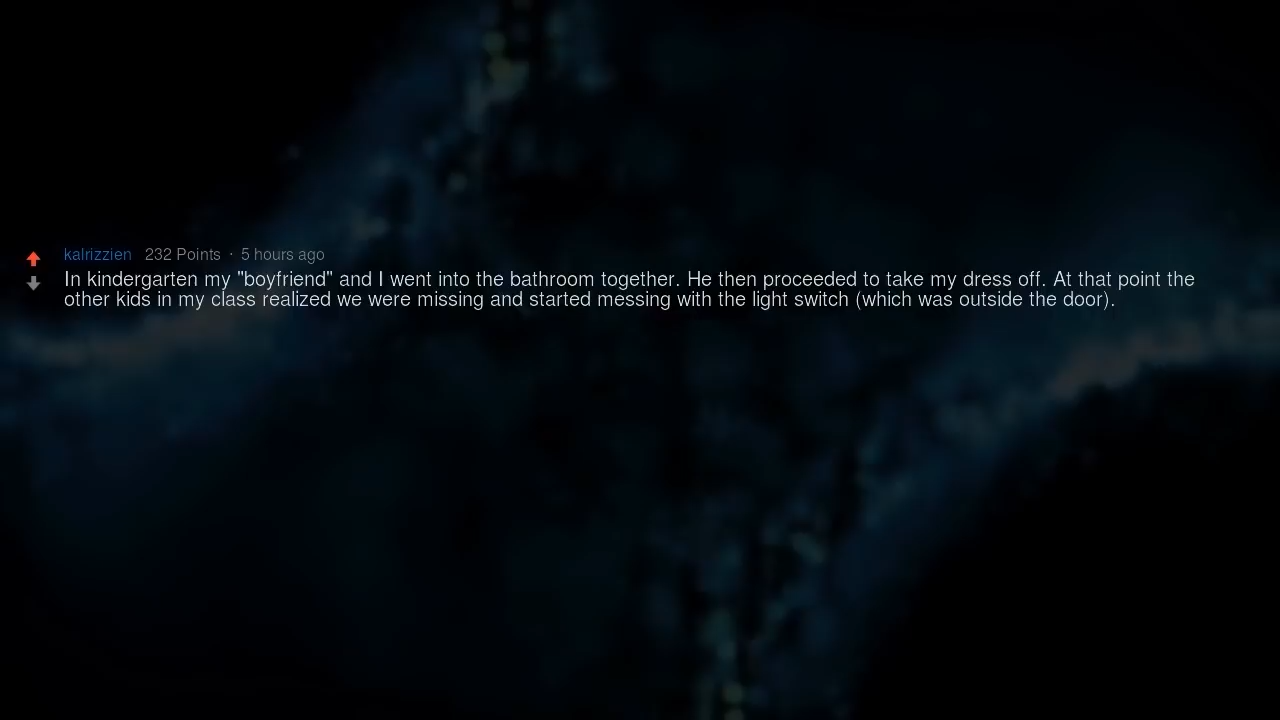 kalrizzien 232 Points · 5 hours ago
In kindergarten my "boyfriend" and I went into the bathroom together. He then proceeded to take my dress off. At that point the
other kids in my class realized we were missing and started messing with the light switch (which was outside the door).